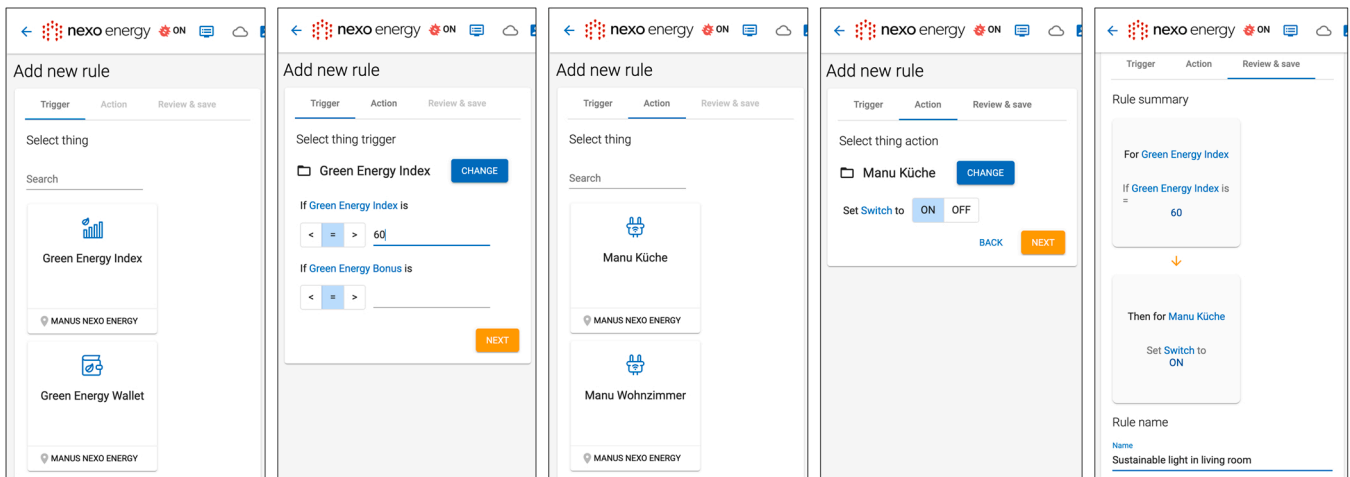 nexo energy ON
Add new rule
Trigger Action Review & save
Select thing
Search
Green Energy Index
MANUS NEXO ENERGY
Green Energy Wallet
MANUS NEXO ENERGY
nexo energy ON
Add new rule
Trigger Action Review & save
Select thing trigger
Green Energy Index CHANGE
If Green Energy Index is
< = > 60
If Green Energy Bonus is
< = >
NEXT
nexo energy ON
Add new rule
Trigger Action Review & save
Select thing
Search
Manu Küche
MANUS NEXO ENERGY
Manu Wohnzimmer
MANUS NEXO ENERGY
nexo energy ON
Add new rule
Trigger Action Review & save
Select thing action
Manu Küche CHANGE
Set Switch to ON OFF
BACK NEXT
nexo energy ON
Trigger Action Review & save
Rule summary
For Green Energy Index
If Green Energy Index is
=
60
Then for Manu Küche
Set Switch to
ON
Rule name
Name
Sustainable light in living room